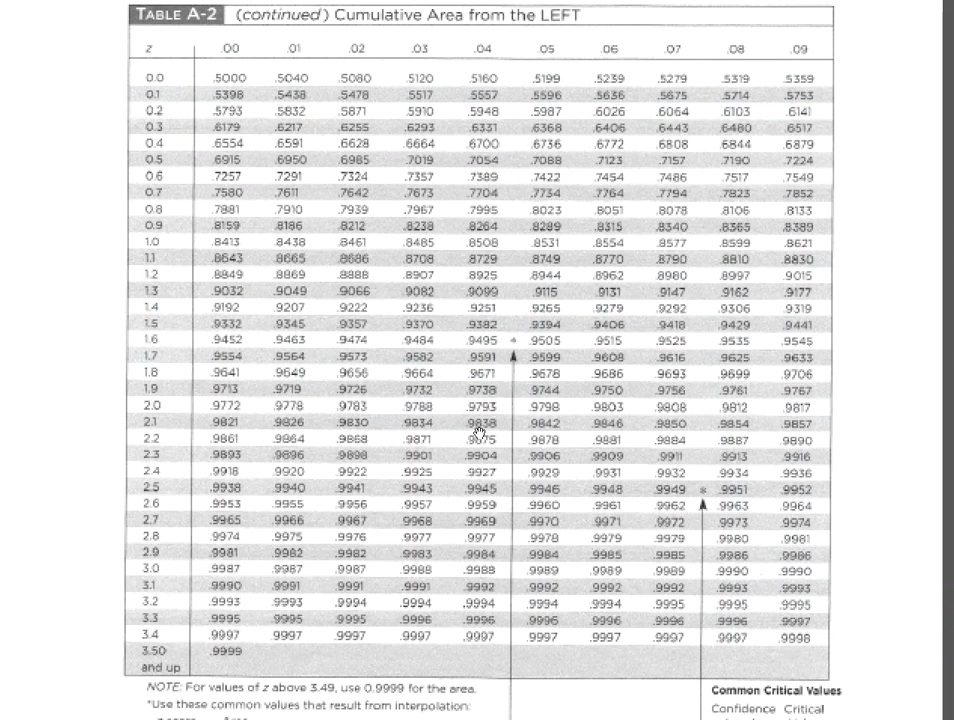 TABLE A-2 (continued) Cumulative Area from the LEFT
z .00 .01 .02 .03 .04 .05 .06 .07 .08 .09
0.0 .5000 .5040 .5080 .5120 .5160 .5199 .5239 .5279 .5319 .5359
0.1 .5398 .5438 .5478 .5517 .5557 .5596 .5636 .5675 .5714 .5753
0.2 .5793 .5832 .5871 .5910 .5948 .5987 .6026 .6064 .6103 .6141
0.3 .6179 .6217 .6255 .6293 .6331 .6368 .6406 .6443 .6480 .6517
0.4 .6554 .6591 .6628 .6664 .6700 .6736 .6772 .6808 .6844 .6879
0.5 .6915 .6950 .6985 .7019 .7054 .7088 .7123 .7157 .7190 .7224
0.6 .7257 .7291 .7324 .7357 .7389 .7422 .7454 .7486 .7517 .7549
0.7 .7580 .7611 .7642 .7673 .7704 .7734 .7764 .7794 .7823 .7852
0.8 .7881 .7910 .7939 .7967 .7995 .8023 .8051 .8078 .8106 .8133
0.9 .8159 .8186 .8212 .8238 .8264 .8289 .8315 .8340 .8365 .8389
1.0 .8413 .8438 .8461 .8485 .8508 .8531 .8554 .8577 .8599 .8621
1.1 .8643 .8665 .8686 .8708 .8729 .8749 .8770 .8790 .8810 .8830
1.2 .8849 .8869 .8888 .8907 .8925 .8944 .8962 .8980 .8997 .9015
1.3 .9032 .9049 .9066 .9082 .9099 .9115 .9131 .9147 .9162 .9177
1.4 .9192 .9207 .9222 .9236 .9251 .9265 .9279 .9292 .9306 .9319
1.5 .9332 .9345 .9357 .9370 .9382 .9394 .9406 .9418 .9429 .9441
1.6 .9452 .9463 .9474 .9484 .9495 * .9505 .9515 .9525 .9535 .9545
1.7 .9554 .9564 .9573 .9582 .9591 .9599 .9608 .9616 .9625 .9633
1.8 .9641 .9649 .9656 .9664 .9671 .9678 .9686 .9693 .9699 .9706
1.9 .9713 .9719 .9726 .9732 .9738 .9744 .9750 .9756 .9761 .9767
2.0 .9772 .9778 .9783 .9788 .9793 .9798 .9803 .9808 .9812 .9817
2.1 .9821 .9826 .9830 .9834 .9838 .9842 .9846 .9850 .9854 .9857
2.2 .9861 .9864 .9868 .9871 .9875 .9878 .9881 .9884 .9887 .9890
2.3 .9893 .9896 .9898 .9901 .9904 .9906 .9909 .9911 .9913 .9916
2.4 .9918 .9920 .9922 .9925 .9927 .9929 .9931 .9932 .9934 .9936
2.5 .9938 .9940 .9941 .9943 .9945 .9946 .9948 .9949 * .9951 .9952
2.6 .9953 .9955 .9956 .9957 .9959 .9960 .9961 .9962 .9963 .9964
2.7 .9965 .9966 .9967 .9968 .9969 .9970 .9971 .9972 .9973 .9974
2.8 .9974 .9975 .9976 .9977 .9977 .9978 .9979 .9979 .9980 .9981
2.9 .9981 .9982 .9982 .9983 .9984 .9984 .9985 .9985 .9986 .9986
3.0 .9987 .9987 .9987 .9988 .9988 .9989 .9989 .9989 .9990 .9990
3.1 .9990 .9991 .9991 .9991 .9992 .9992 .9992 .9992 .9993 .9993
3.2 .9993 .9993 .9994 .9994 .9994 .9994 .9994 .9995 .9995 .9995
3.3 .9995 .9995 .9995 .9996 .9996 .9996 .9996 .9996 .9996 .9997
3.4 .9997 .9997 .9997 .9997 .9997 .9997 .9997 .9997 .9997 .9998
3.50 .9999
and up
NOTE: For values of z above 3.49, use 0.9999 for the area.
*Use these common values that result from interpolation:
Common Critical Values
Confidence Critical